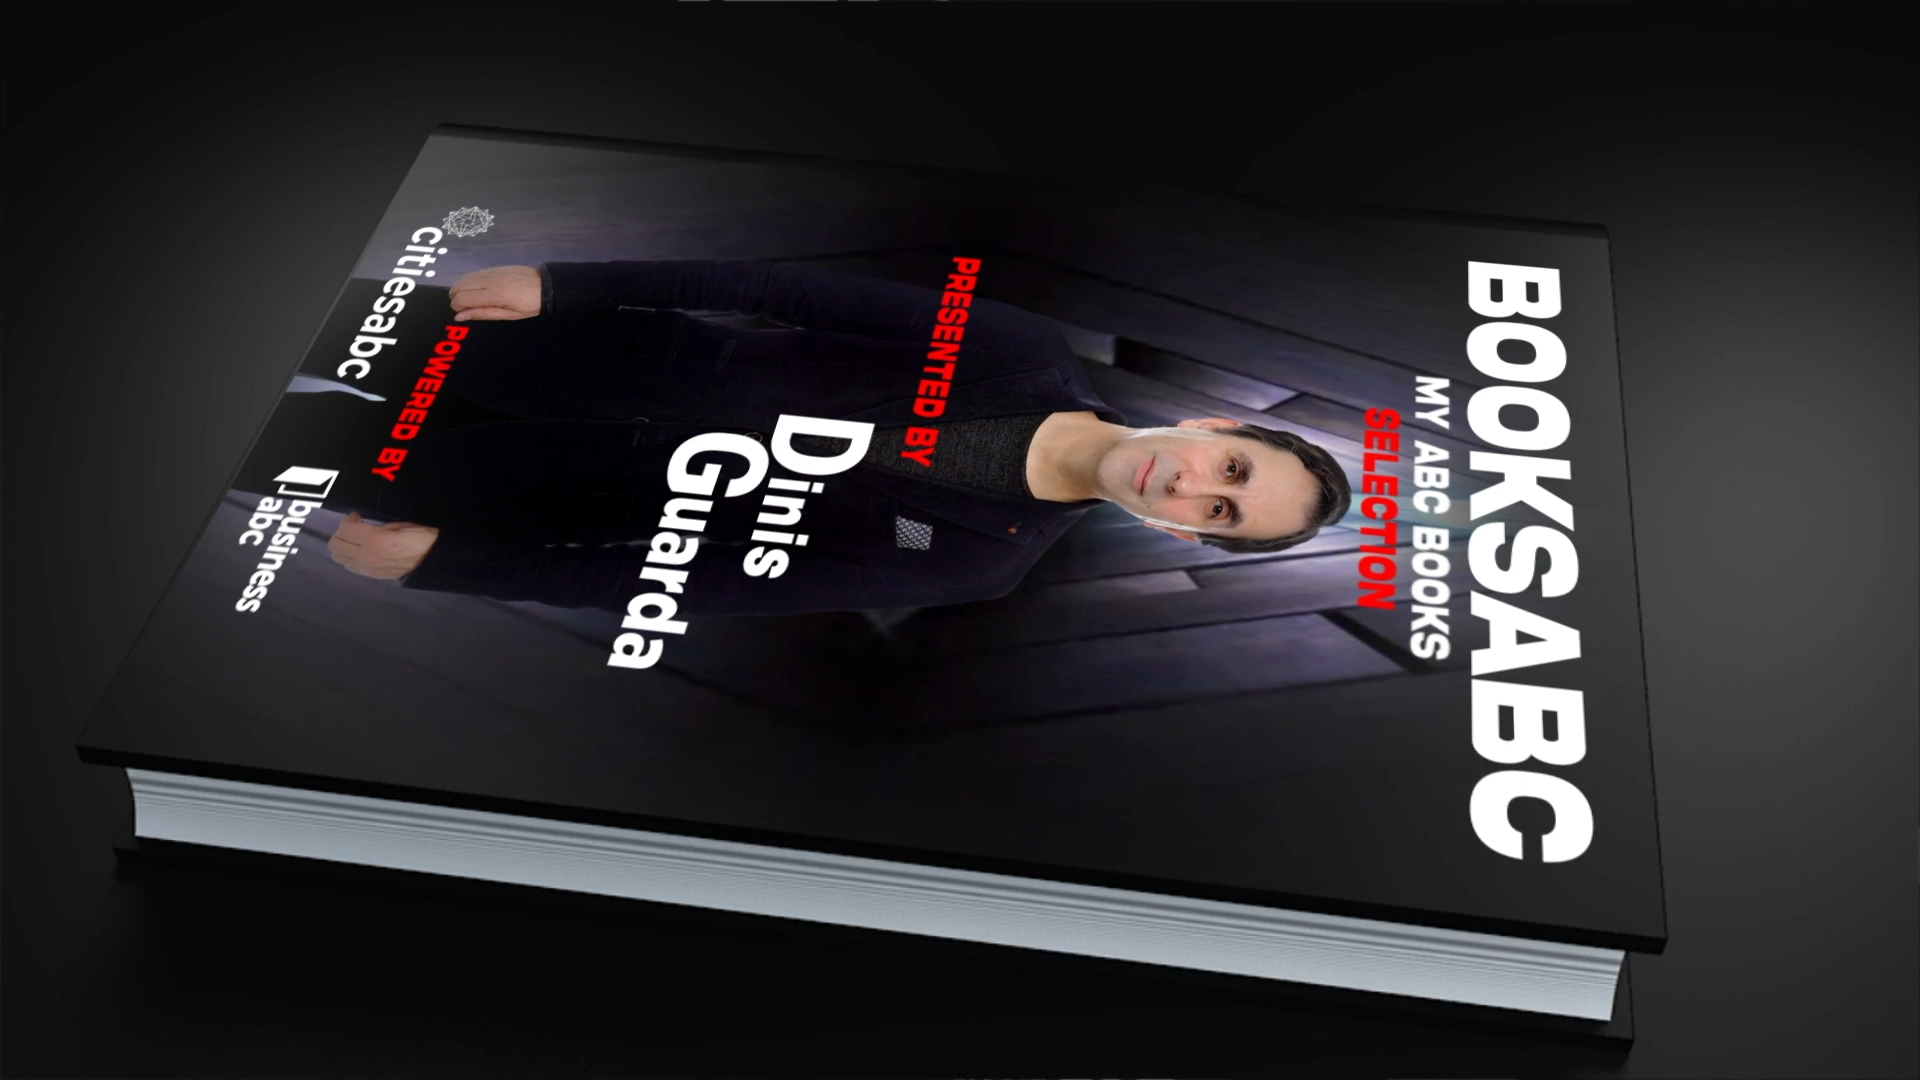 BOOKSABC
MY ABC BOOKS
SELECTION
PRESENTED BY
Dinis
Guarda
POWERED BY
citiesabc
business
abc